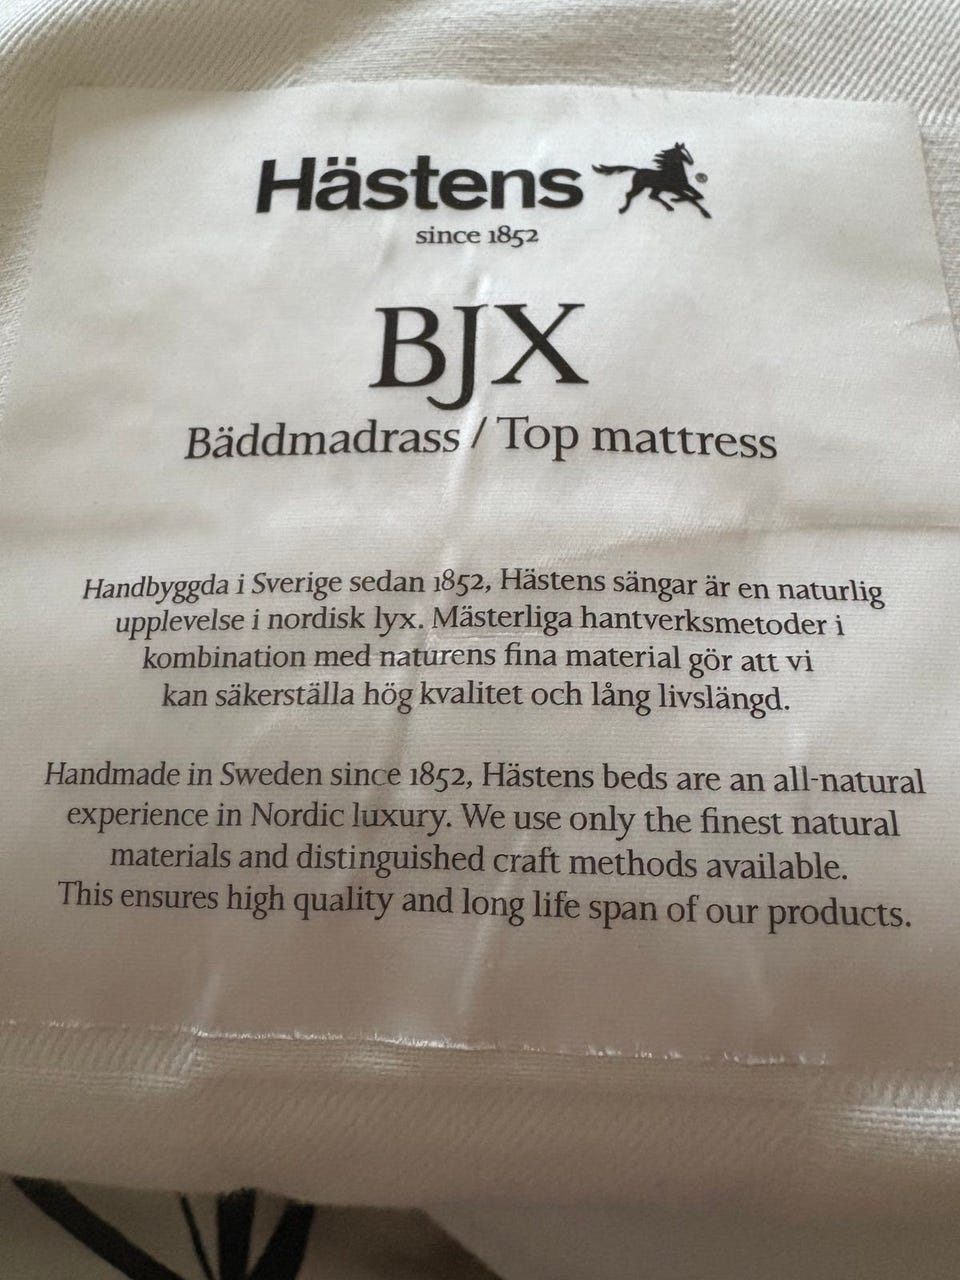 Hästens
since 1852
BJX
Bäddmadrass / Top mattress
Handbyggda i Sverige sedan 1852, Hästens sängar är en naturlig
upplevelse i nordisk lyx. Mästerliga hantverksmetoder i
kombination med naturens fina material gör att vi
kan säkerställa hög kvalitet och lång livslängd.
Handmade in Sweden since 1852, Hästens beds are an all-natural
experience in Nordic luxury. We use only the finest natural
materials and distinguished craft methods available.
This ensures high quality and long life span of our products.